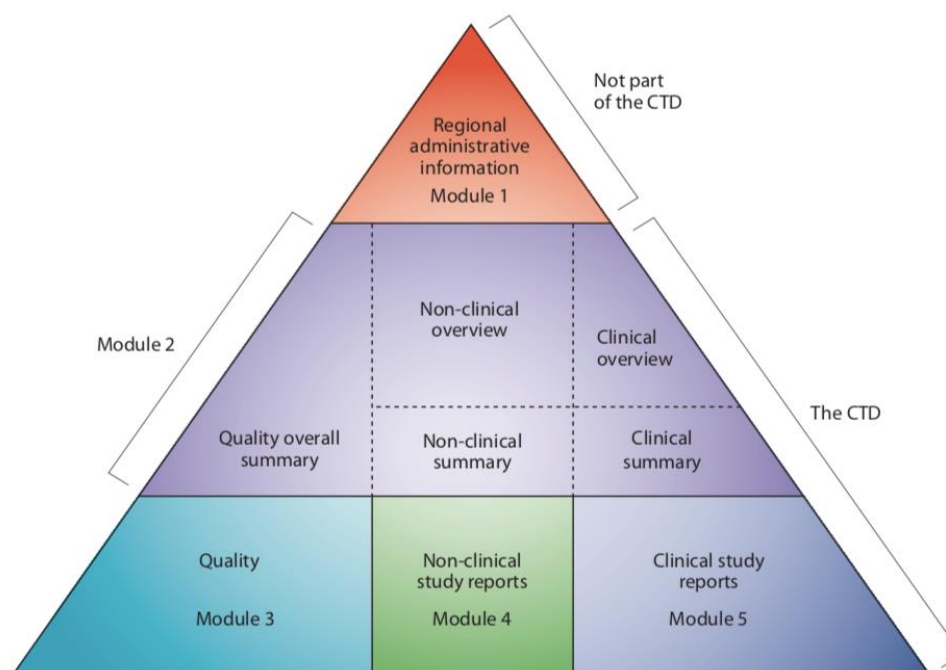 Not part
of the CTD
Regional
administrative
information
Module 1
Module 2
Non-clinical
overview
Clinical
overview
The CTD
Quality overall
summary
Non-clinical
summary
Clinical
summary
Quality
Module 3
Non-clinical
study reports
Module 4
Clinical study
reports
Module 5